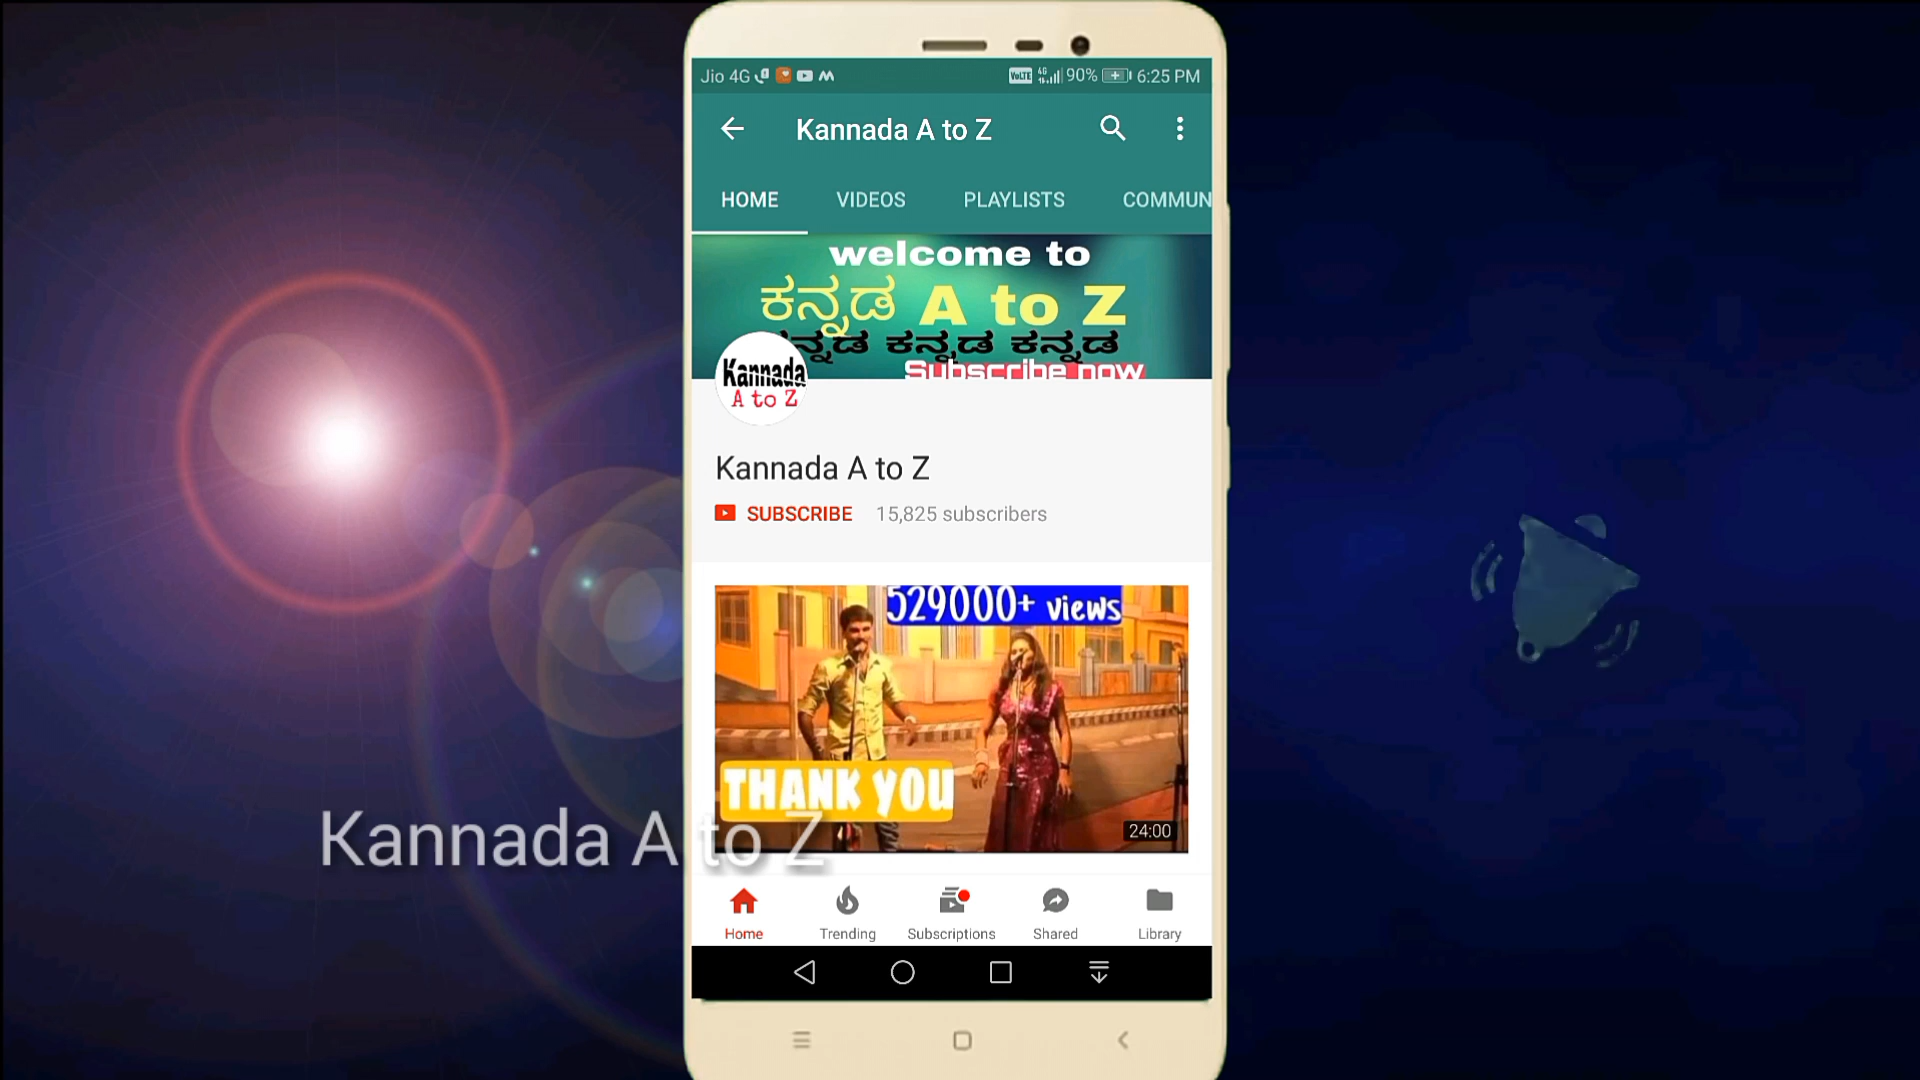 Jio 4G
VoLTE 4G 90% 6:25 PM
Kannada A to Z
HOME VIDEOS PLAYLISTS COMMUN
welcome to
ಕನ್ನಡ A to Z
ಕನ್ನಡ ಕನ್ನಡ
Subscribe now
Kannada
A to Z
Kannada A to Z
SUBSCRIBE 15,825 subscribers
529000+ views
THANK YOU
24:00
Kannada A to Z
Home Trending Subscriptions Shared Library